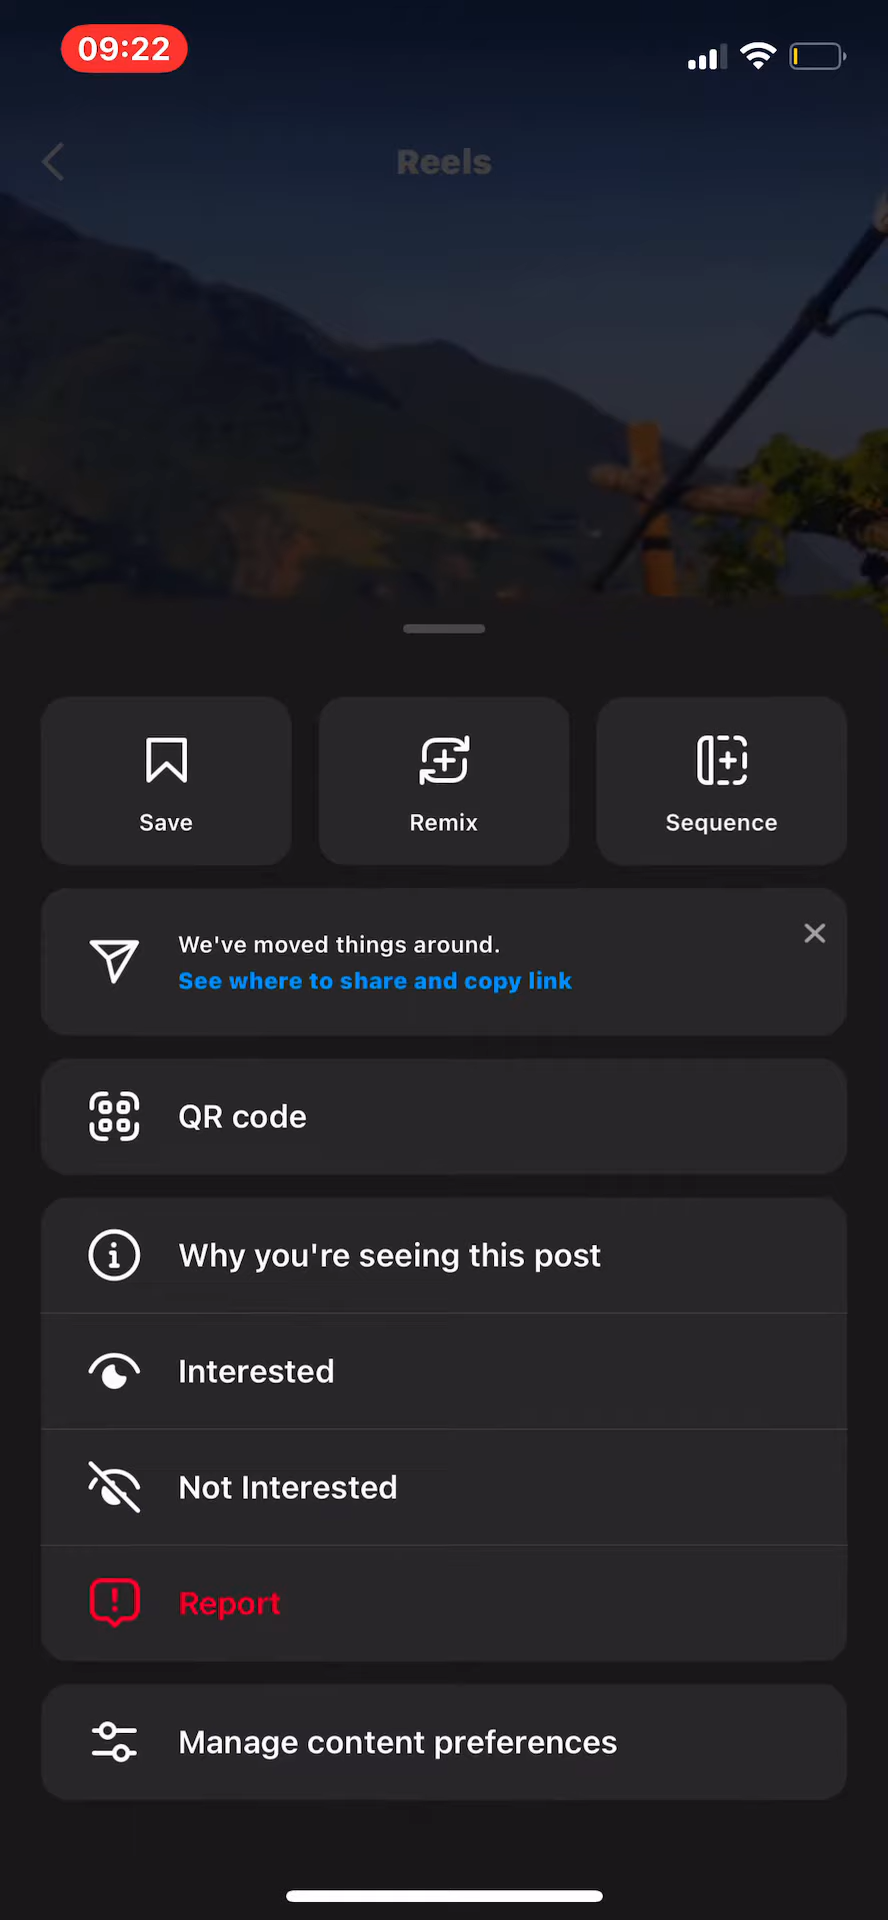 09:22
Reels
Save
Remix
Sequence
We've moved things around.
See where to share and copy link
QR code
Why you're seeing this post
Interested
Not Interested
Report
Manage content preferences